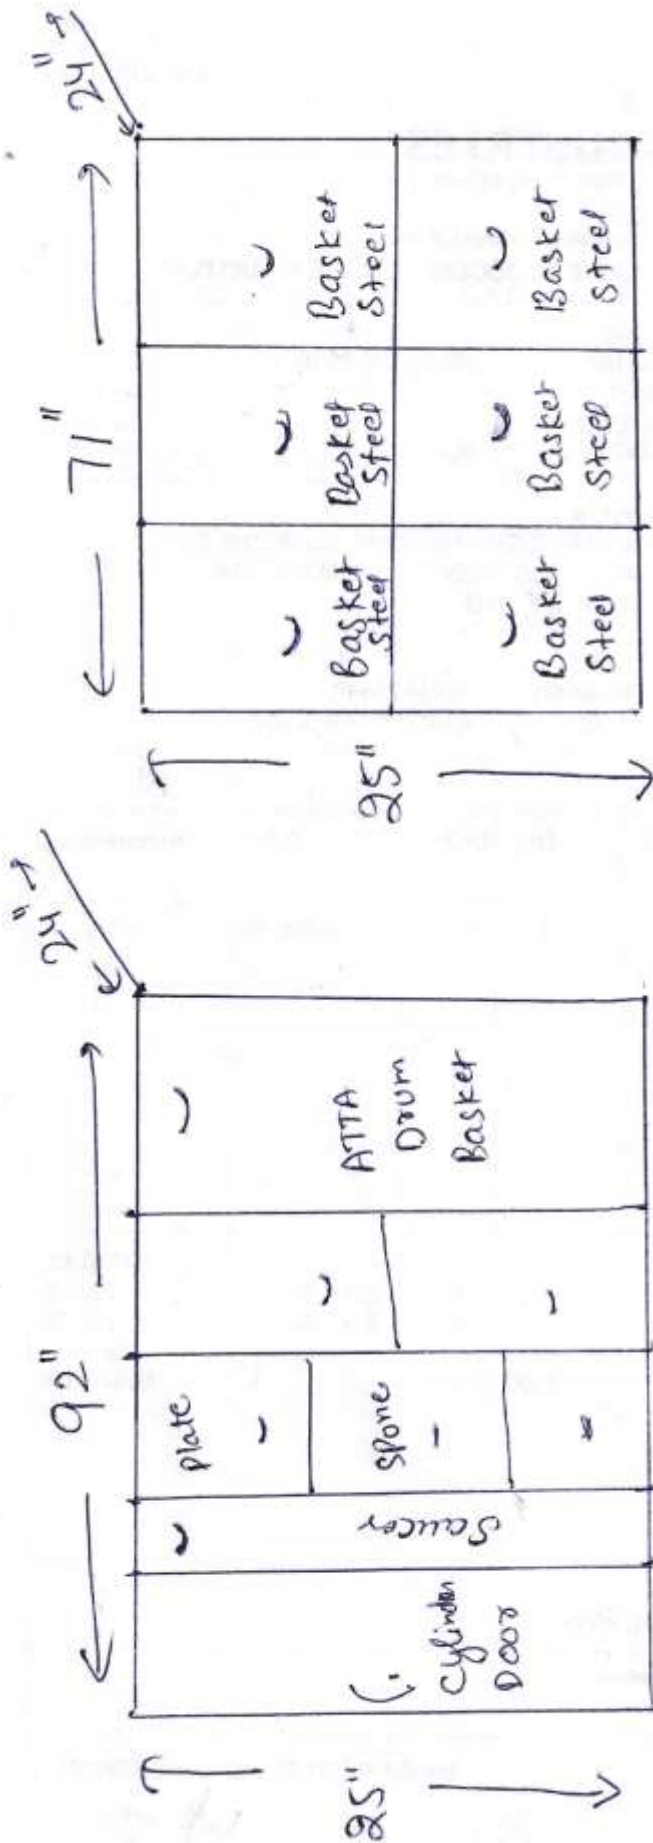 92"
24"
25"
Cylinder
DOOR
Saucer
Plate
Spone
ATTA
Drum
Basket
71"
24"
25"
Basket
Steel
Basket
Steel
Basket
Steel
Basket
Steel
Basket
Steel
Basket
Steel